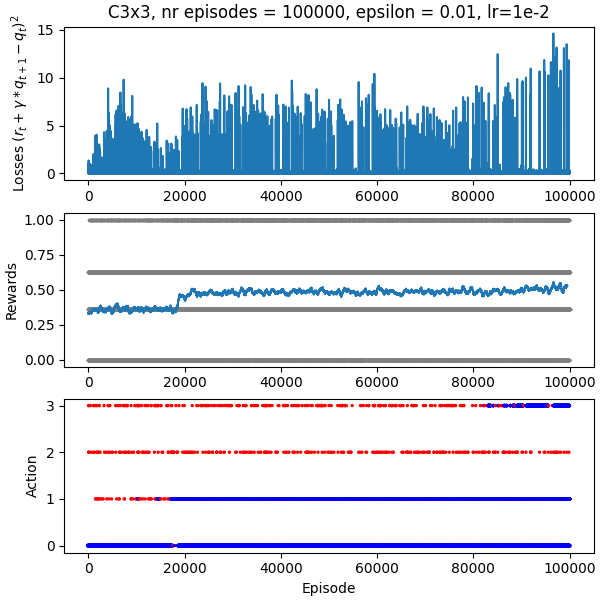 C3x3, nr episodes = 100000, epsilon = 0.01, lr=1e-2
Losses $(r_t + \gamma * q_{t+1} - q_t)^2$
15
10
5
0
0 20000 40000 60000 80000 100000
Rewards
1.00
0.75
0.50
0.25
0.00
0 20000 40000 60000 80000 100000
Action
3
2
1
0
0 20000 40000 60000 80000 100000
Episode